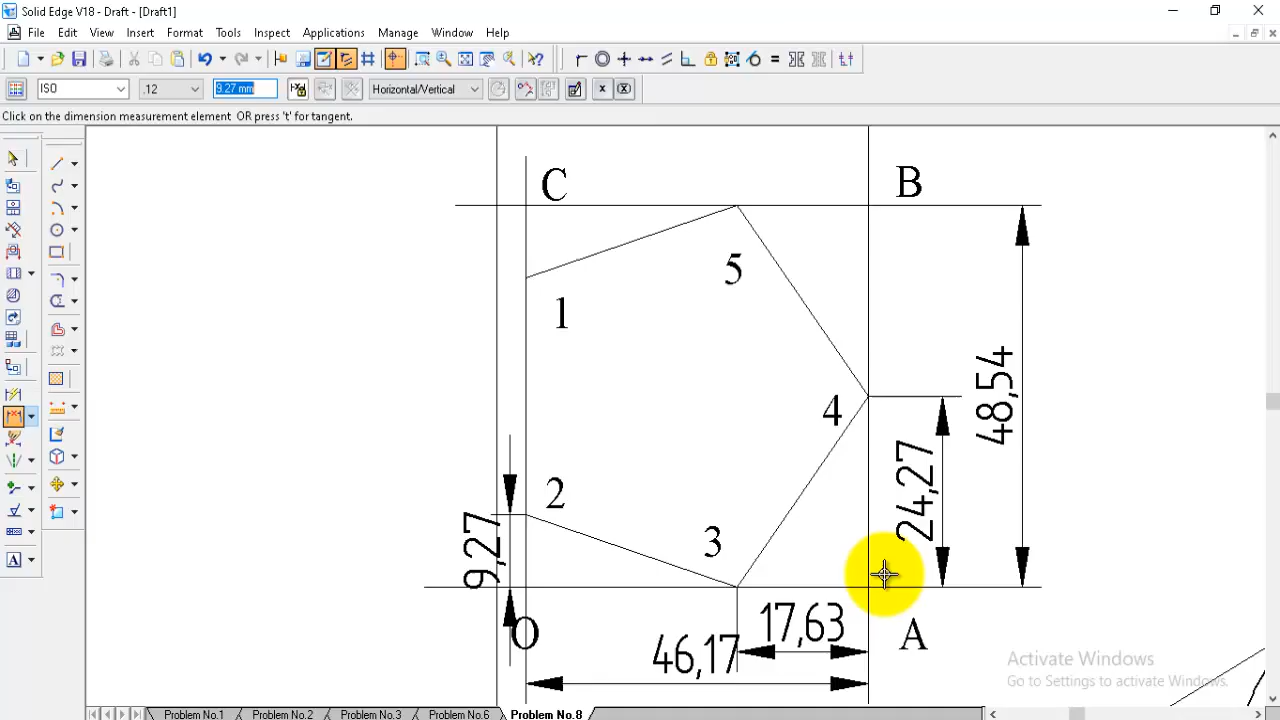 Solid Edge V18 - Draft - [Draft1]
File Edit View Insert Format Tools Inspect Applications Manage Window Help
ISO .12 9.27 mm Horizontal/Vertical
Click on the dimension measurement element OR press 't' for tangent.
C B
5
1
48,54
4
24,27
2
3
9,27
O 17,63 A
46,17
Activate Windows
Go to Settings to activate Windows.
Problem No.1 Problem No.2 Problem No.3 Problem No.6 Problem No.8